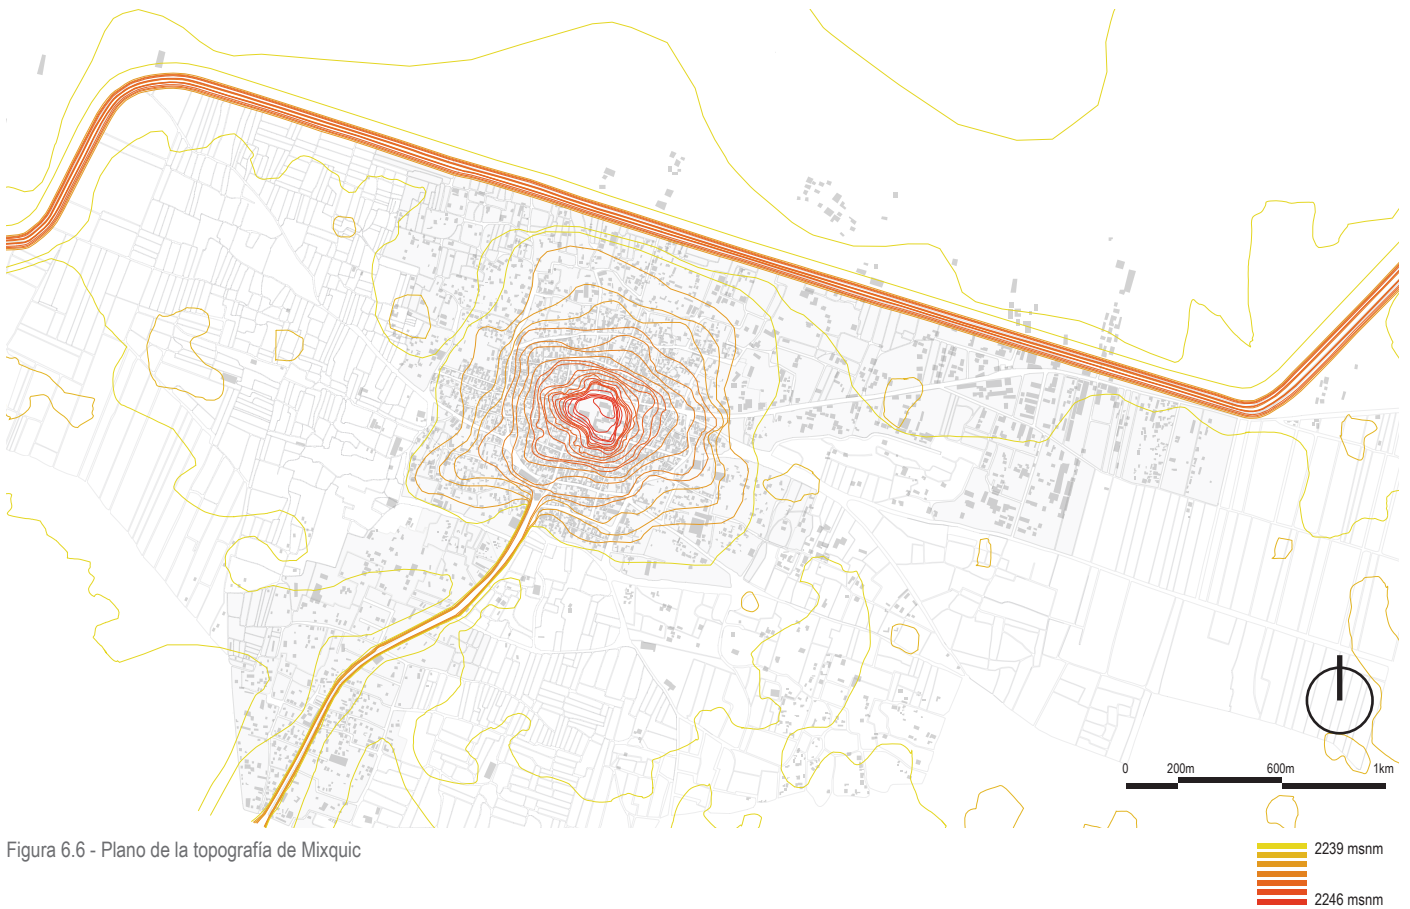 0 200m 600m 1km
Figura 6.6 - Plano de la topografía de Mixquic
2239 msnm
2246 msnm